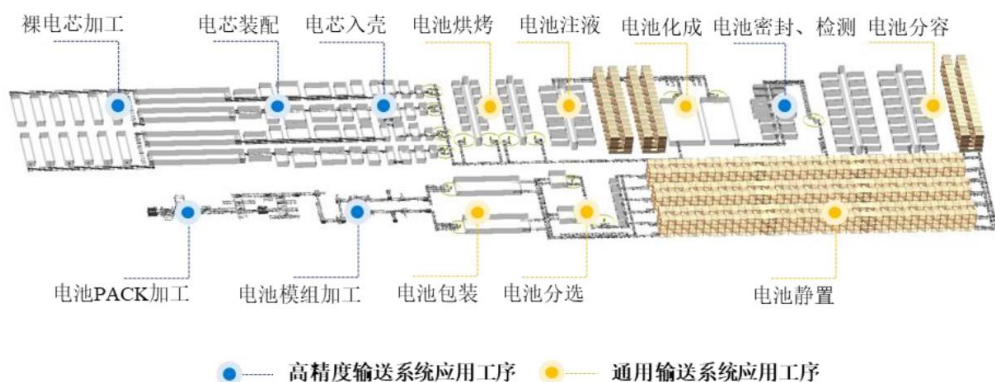 裸电芯加工
电芯装配
电芯入壳
电池烘烤
电池注液
电池化成
电池密封、检测
电池分容
电池PACK加工
电池模组加工
电池包装
电池分选
电池静置
高精度输送系统应用工序
通用输送系统应用工序